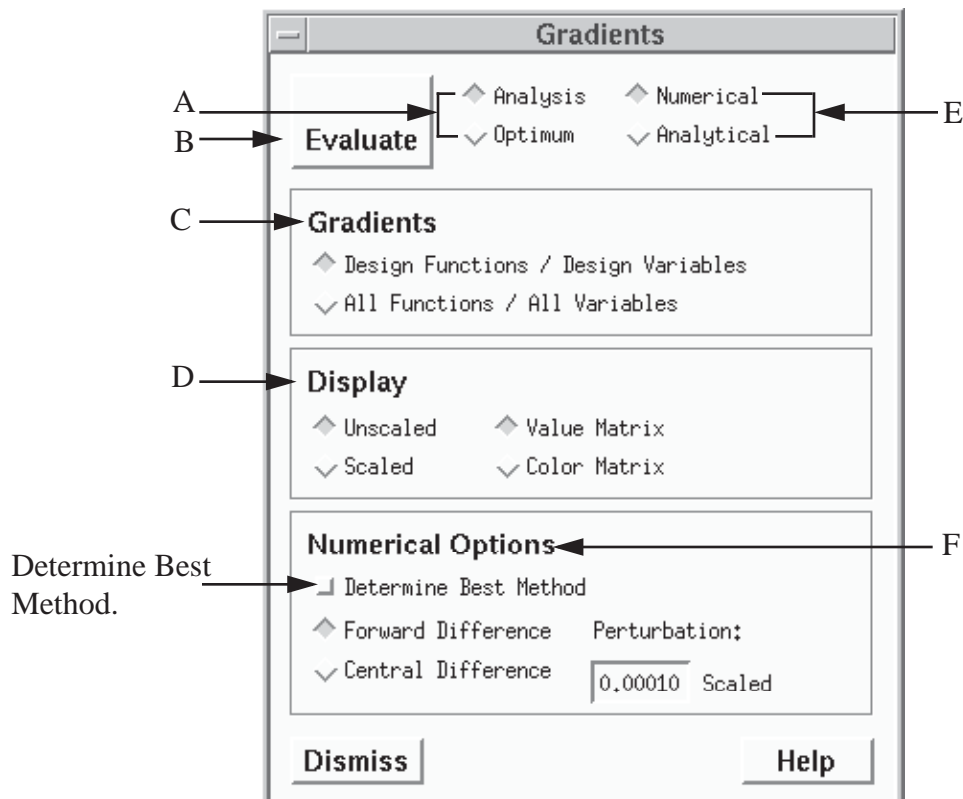 Gradients
A
B
Evaluate
Analysis
Optimum
Numerical
Analytical
E
C
Gradients
Design Functions / Design Variables
All Functions / All Variables
D
Display
Unscaled
Value Matrix
Scaled
Color Matrix
Numerical Options
F
Determine Best
Method.
Determine Best Method
Forward Difference
Perturbation:
Central Difference
0.00010 Scaled
Dismiss
Help